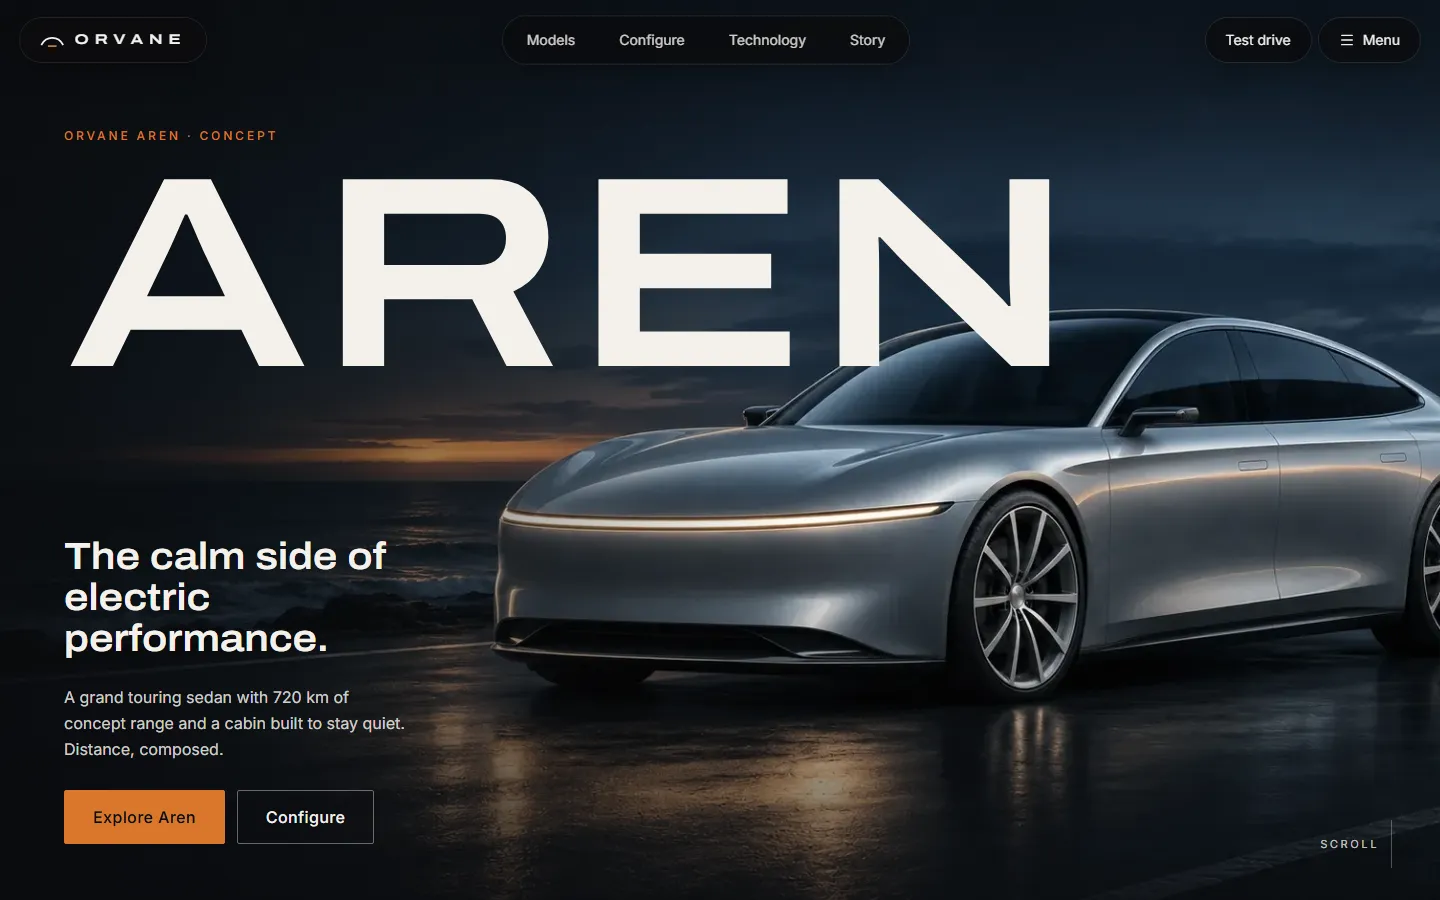 ORVANE
Models
Configure
Technology
Story
Test drive
Menu
ORVANE AREN · CONCEPT
AREN
The calm side of
electric
performance.
A grand touring sedan with 720 km of
concept range and a cabin built to stay quiet.
Distance, composed.
Explore Aren
Configure
SCROLL